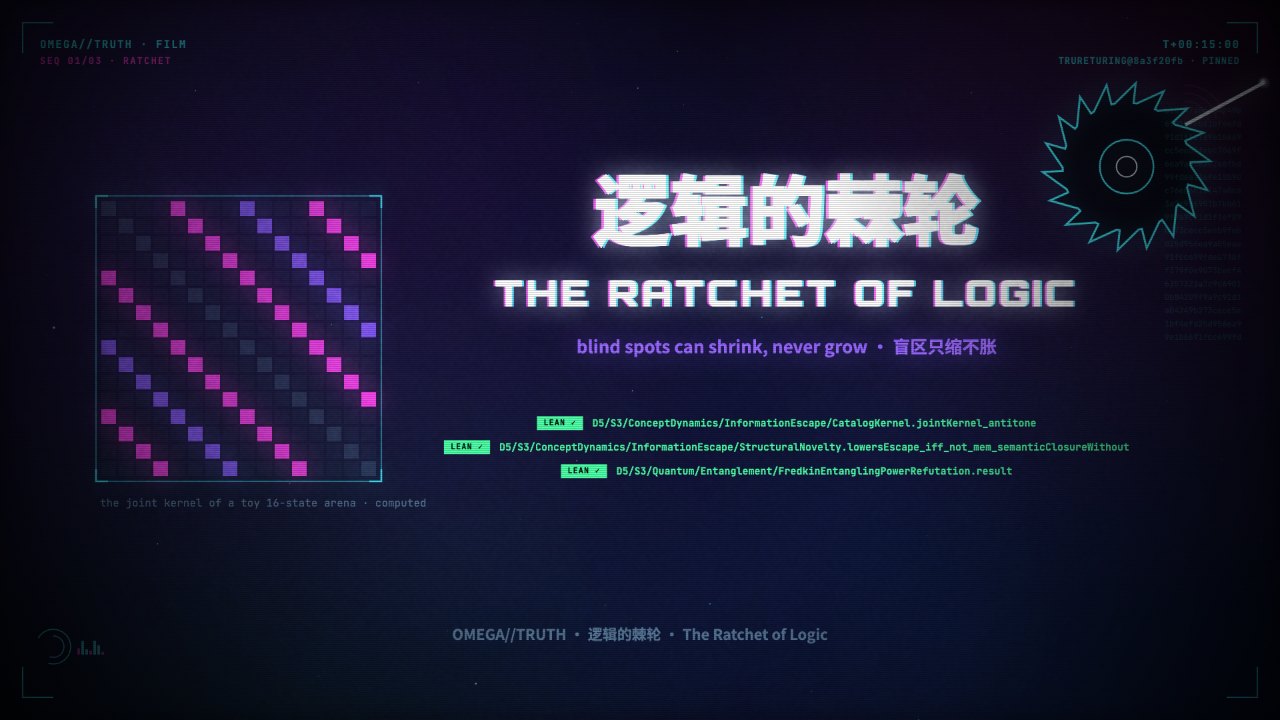 OMEGA//TRUTH · FILM
SEQ 01/03 · RATCHET
T+00:15:00
TRURETURING@8a3f20fb · PINNED
逻辑的棘轮
THE RATCHET OF LOGIC
blind spots can shrink, never grow · 盲区只缩不胀
LEAN ✓ D5/S3/ConceptDynamics/InformationEscape/CatalogKernel.jointKernel_antitone
LEAN ✓ D5/S3/ConceptDynamics/InformationEscape/StructuralNovelty.lowersEscape_iff_not_mem_semanticClosureWithout
LEAN ✓ D5/S3/Quantum/Entanglement/FredkinEntanglingPowerRefutation.result
the joint kernel of a toy 16-state arena · computed
OMEGA//TRUTH · 逻辑的棘轮 · The Ratchet of Logic